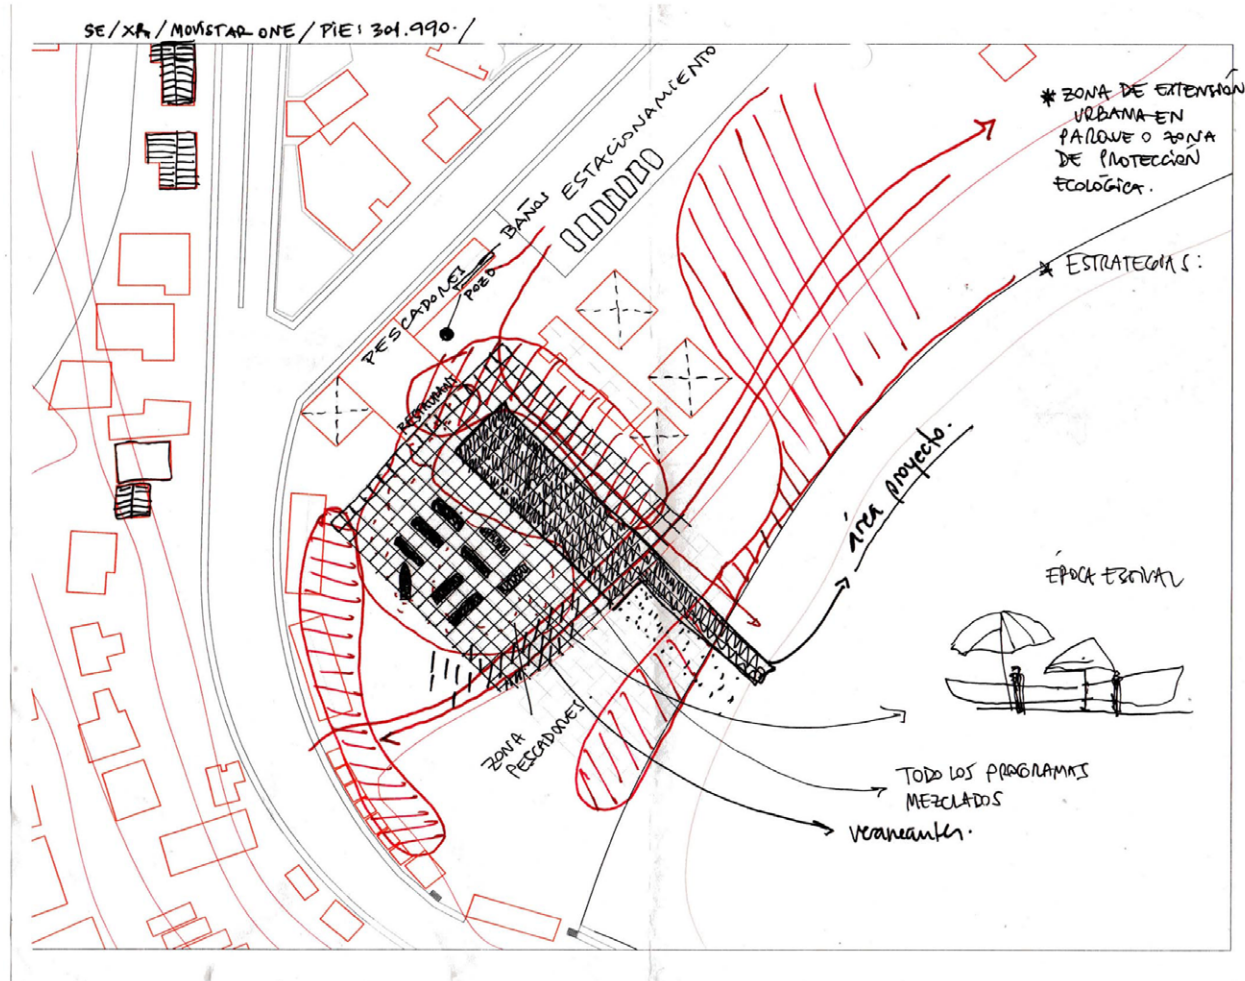 SE/XR/MOVISTAR ONE/PIE: 301.990./
* ZONA DE EXTENSIÓN
URBANA EN
PARQUE O ZONA
DE PROTECCIÓN
ECOLÓGICA.
* ESTRATEGIAS:
ESTACIONAMIENTO
BAÑOS
PESCADORES
POZO
RESTAURANT
área proyecto.
ÉPOCA ESTIVAL
ZONA
PESCADORES
TODO LOS PROGRAMAS
MEZCLADOS
veraneantes.